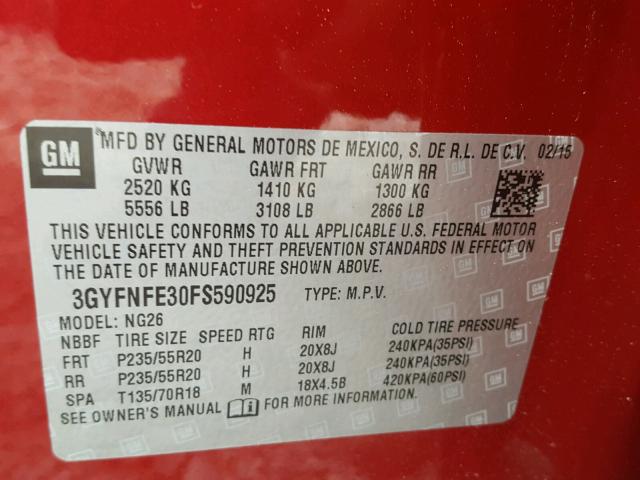 GM
MFD BY GENERAL MOTORS DE MEXICO, S. DE R.L. DE C.V. 02/15
GVWR GAWR FRT GAWR RR
2520 KG 1410 KG 1300 KG
5556 LB 3108 LB 2866 LB
THIS VEHICLE CONFORMS TO ALL APPLICABLE U.S. FEDERAL MOTOR
VEHICLE SAFETY AND THEFT PREVENTION STANDARDS IN EFFECT ON
THE DATE OF MANUFACTURE SHOWN ABOVE.
3GYFNFE30FS590925 TYPE: M.P.V.
MODEL: NG26
NBBF TIRE SIZE SPEED RTG RIM COLD TIRE PRESSURE
FRT P235/55R20 H 20X8J 240KPA(35PSI)
RR P235/55R20 H 20X8J 240KPA(35PSI)
SPA T135/70R18 M 18X4.5B 420KPA(60PSI)
SEE OWNER'S MANUAL FOR MORE INFORMATION.